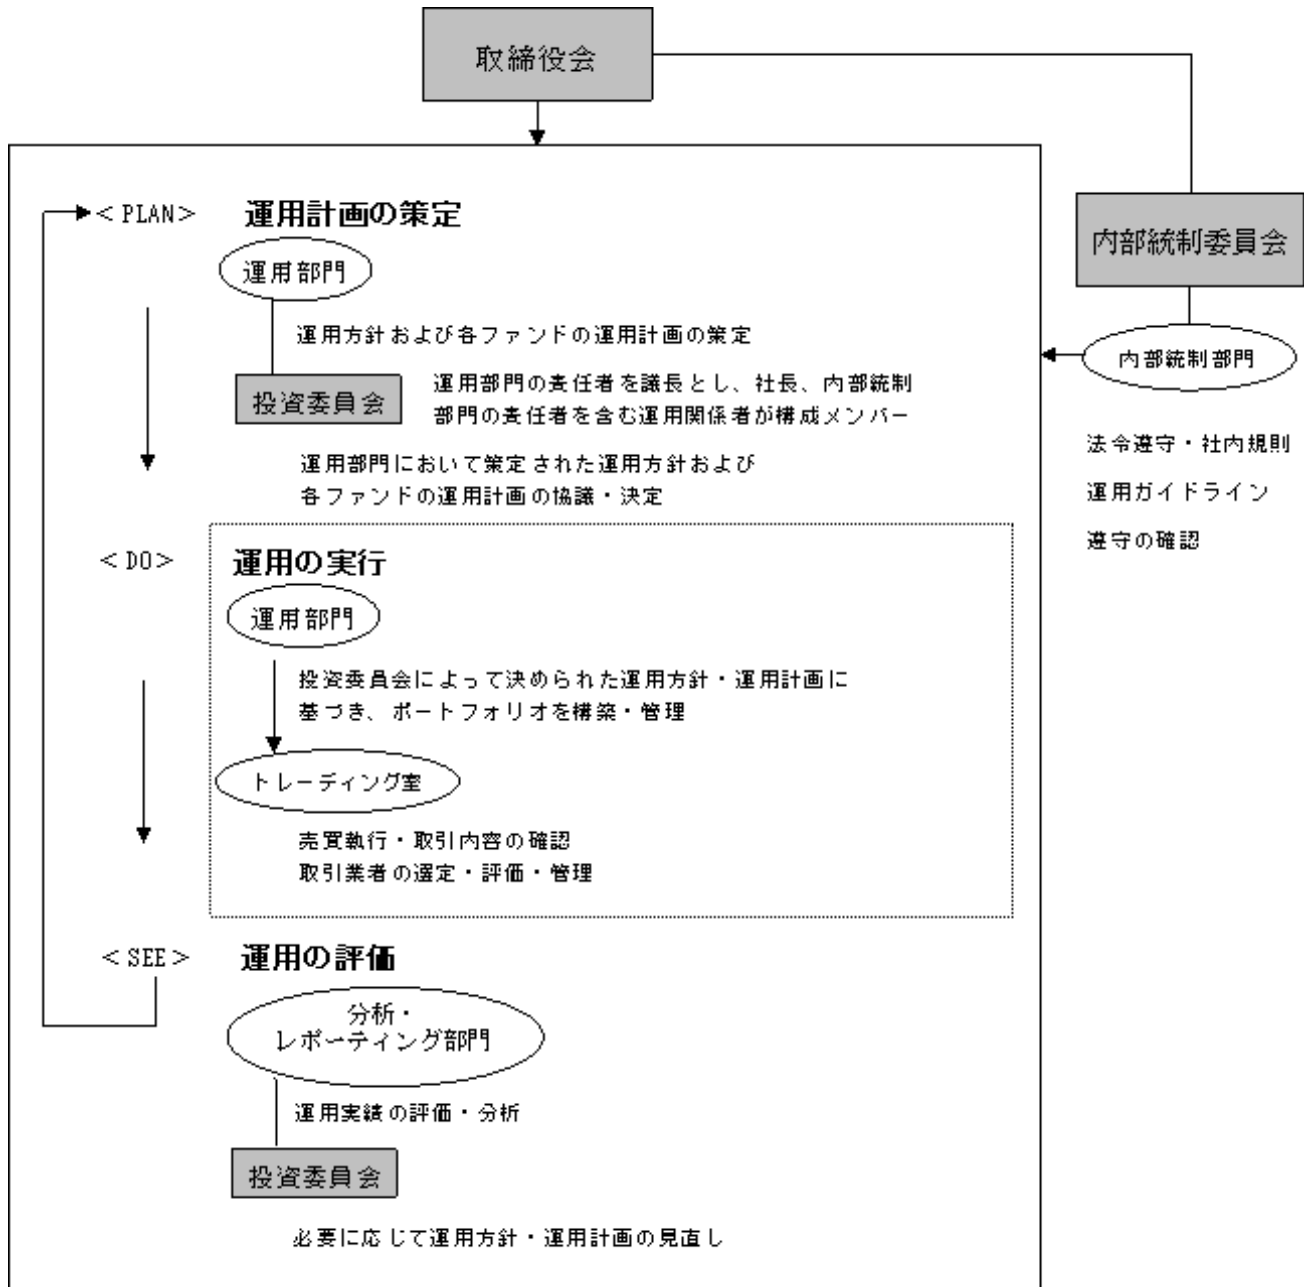 取締役会
＜PLAN＞ 運用計画の策定
運用部門
運用方針および各ファンドの運用計画の策定
投資委員会
運用部門の責任者を議長とし、社長、内部統制
部門の責任者を含む運用関係者が構成メンバー
運用部門において策定された運用方針および
各ファンドの運用計画の協議・決定
内部統制委員会
内部統制部門
法令遵守・社内規則
運用ガイドライン
遵守の確認
＜DO＞ 運用の実行
運用部門
投資委員会によって決められた運用方針・運用計画に
基づき、ポートフォリオを構築・管理
トレーディング室
売買執行・取引内容の確認
取引業者の選定・評価・管理
＜SEE＞ 運用の評価
分析・
レポーティング部門
運用実績の評価・分析
投資委員会
必要に応じて運用方針・運用計画の見直し